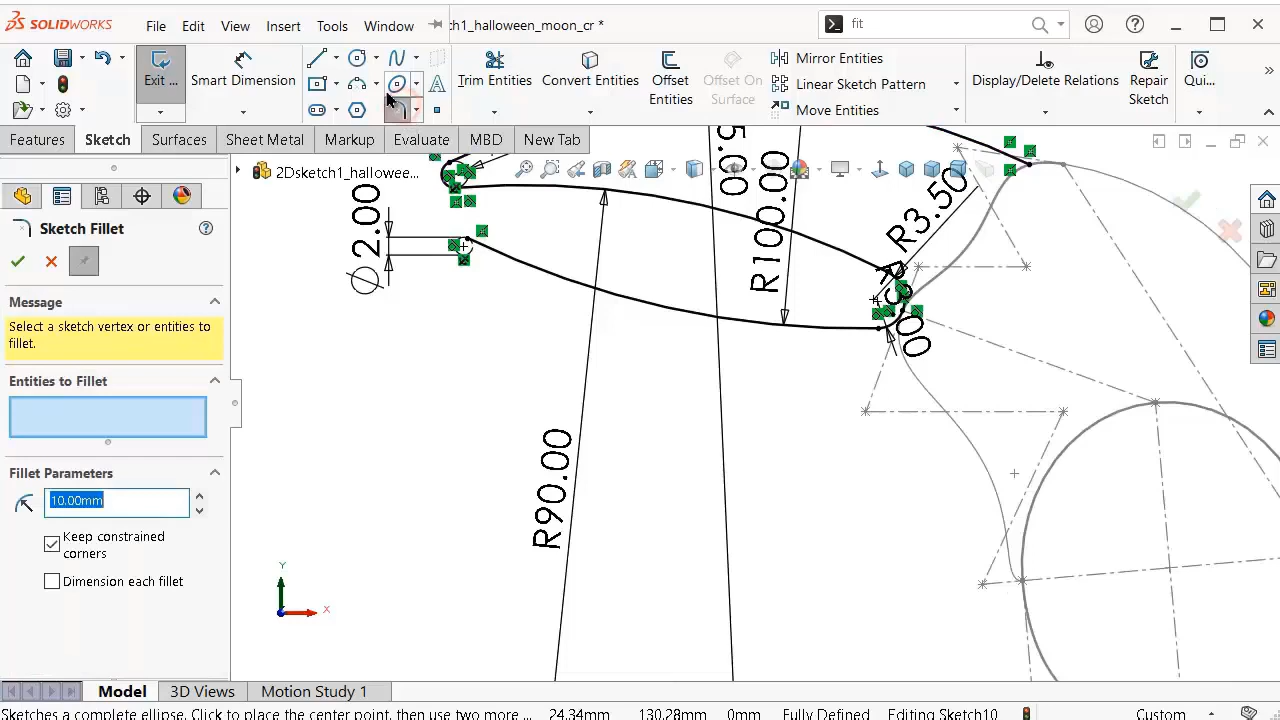 SOLIDWORKS
File Edit View Insert Tools Window
ch1_halloween_moon_cr *
fit
Exit ...
Smart Dimension
Trim Entities
Convert Entities
Offset
Entities
Offset On
Surface
Mirror Entities
Linear Sketch Pattern
Move Entities
Display/Delete Relations
Repair
Sketch
Qui...
Features Sketch Surfaces Sheet Metal Markup Evaluate MBD New Tab
2Dsketch1_hallowee...
Sketch Fillet
Message
Select a sketch vertex or entities to
fillet.
Entities to Fillet
Fillet Parameters
10.00mm
Keep constrained
corners
Dimension each fillet
Ø 2.00
R90.00
R100.00
R3.50
Y
X
Model 3D Views Motion Study 1
Sketches a complete ellipse. Click to place the center point, then use two more ... 24.34mm 130.28mm 0mm Fully Defined Editing Sketch10 Custom